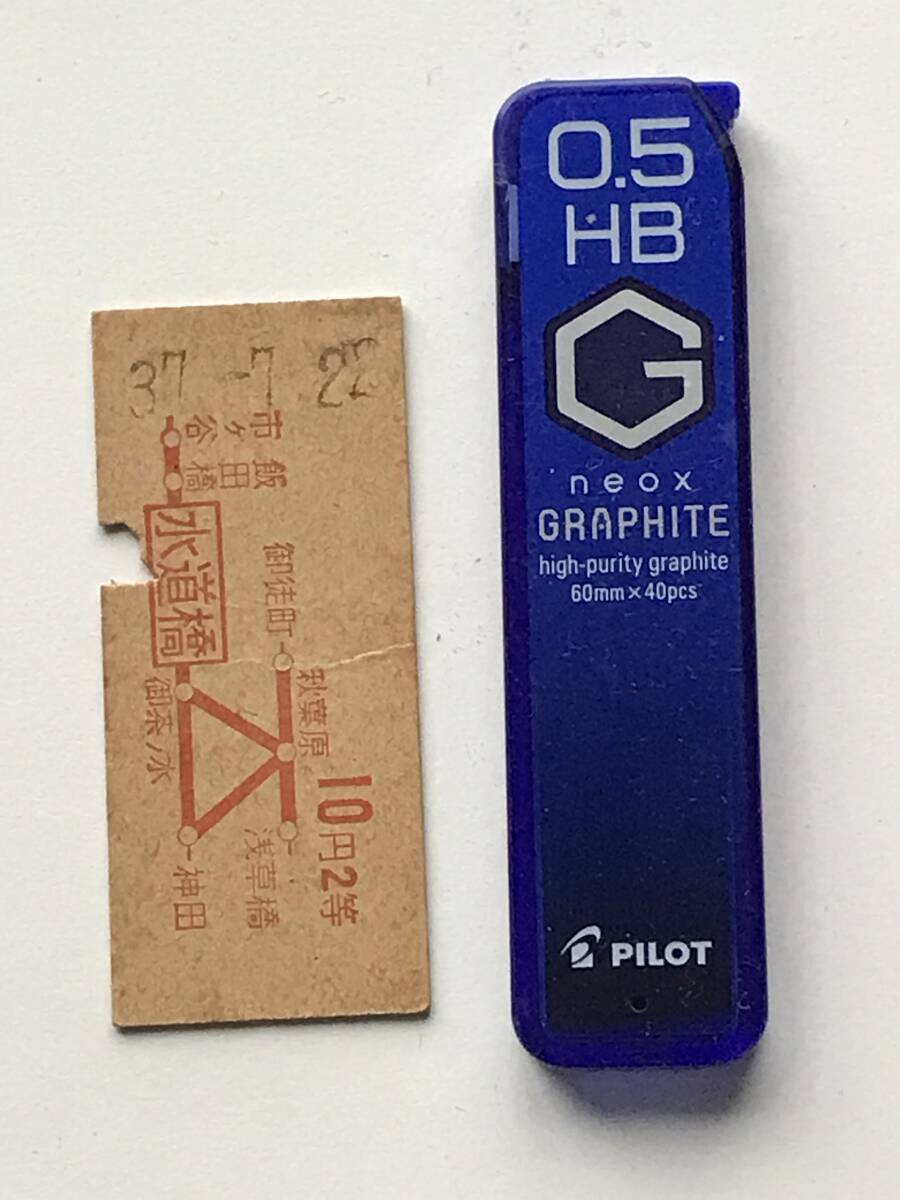 37 -7 22
市ヶ谷
飯田橋
水道橋
御徒町
秋葉原
御茶ノ水
10円2等
浅草橋
神田
0.5
HB
G
neox
GRAPHITE
high-purity graphite
60mm×40pcs
PILOT